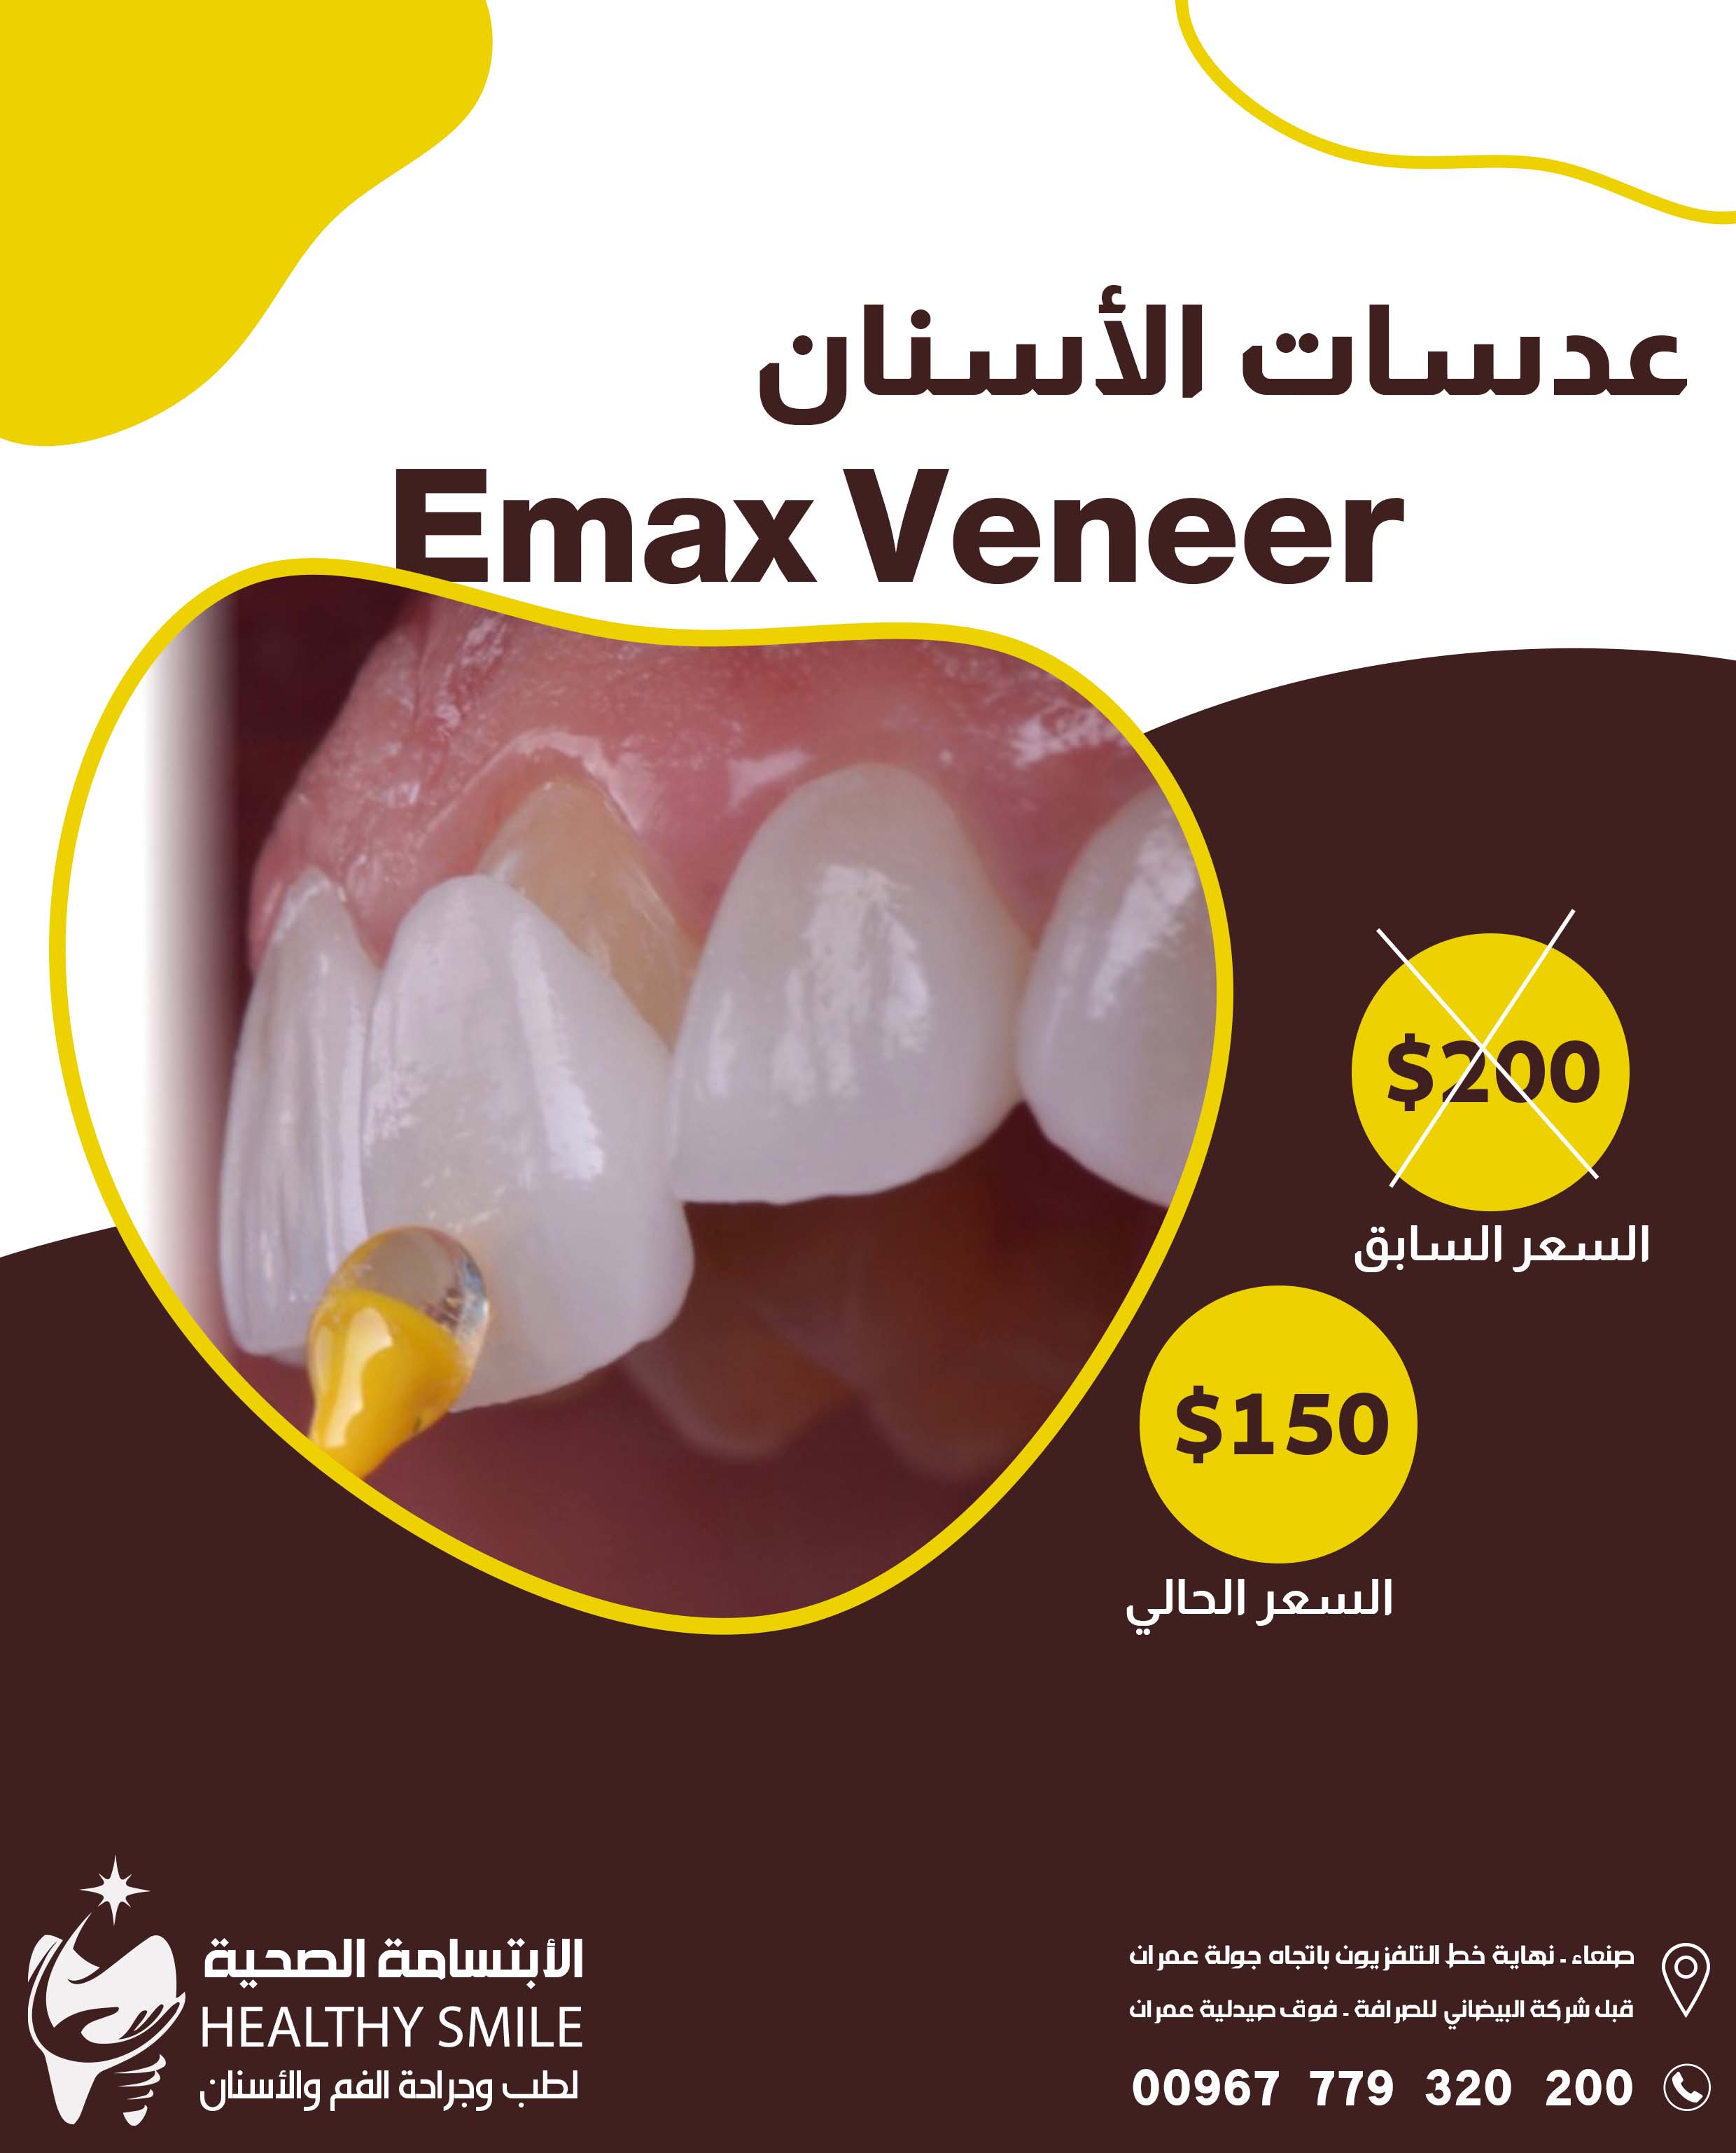 عدسات الأسنان
Emax Veneer
$200
السعر السابق
$150
السعر الحالي
الأبتسامة الصحية
HEALTHY SMILE
لطب وجراحة الفم والأسنان
صنعاء - نهاية خط التلفزيون باتجاه جولة عمران
قبل شركة البيضاني للصرافة - فوق صيدلية عمران
00967 779 320 200